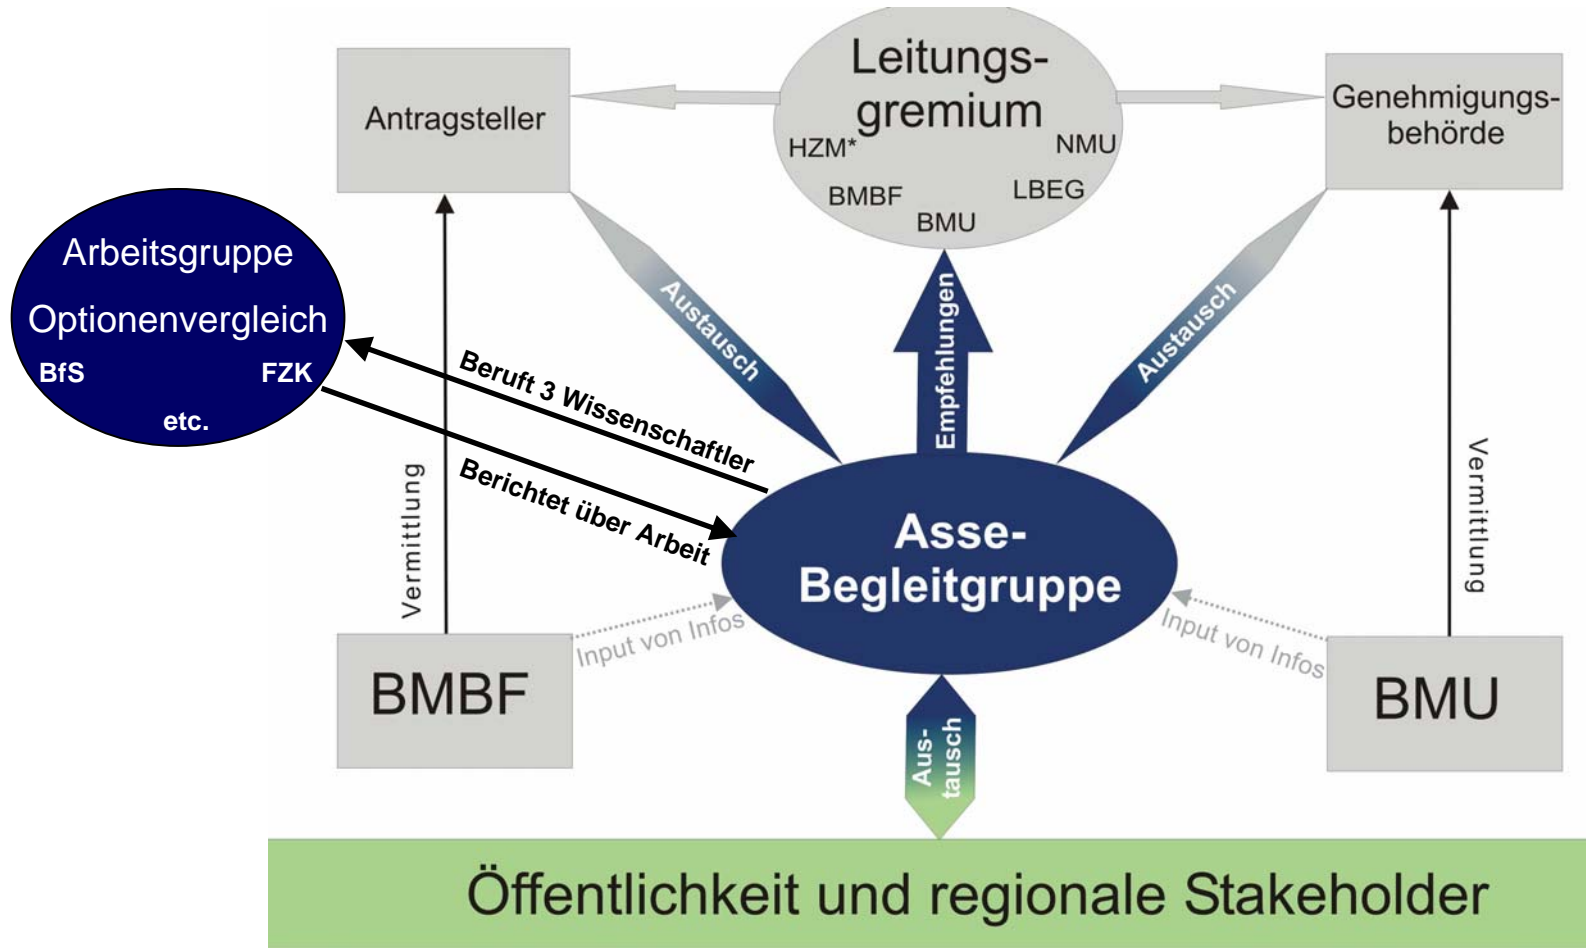 Leitungs-
gremium
HZM*
NMU
BMBF
LBEG
BMU
Antragsteller
Genehmigungs-
behörde
Arbeitsgruppe
Optionenvergleich
BfS
FZK
etc.
Austausch
Empfehlungen
Austausch
Beruft 3 Wissenschaftler
Berichtet über Arbeit
Vermittlung
Vermittlung
Asse-
Begleitgruppe
Input von Infos
Input von Infos
BMBF
BMU
Aus-
tausch
Öffentlichkeit und regionale Stakeholder